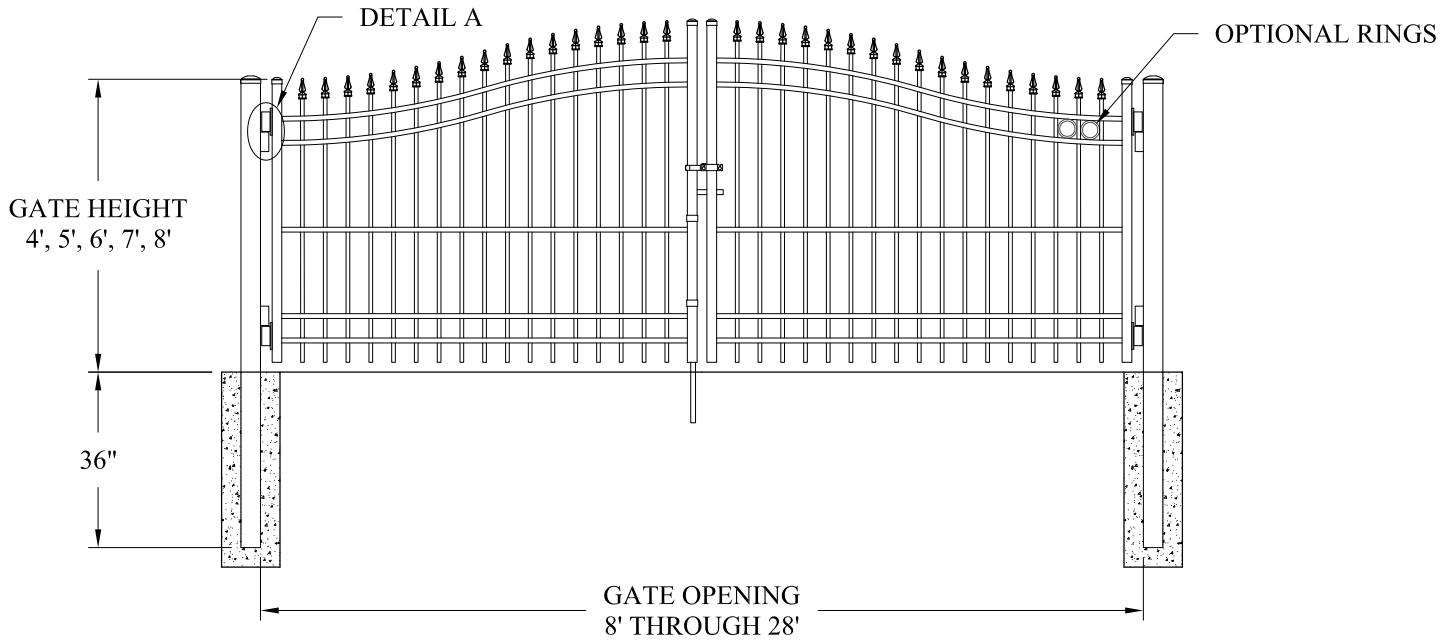 DETAIL A
OPTIONAL RINGS
GATE HEIGHT
4', 5', 6', 7', 8'
36"
GATE OPENING
8' THROUGH 28'